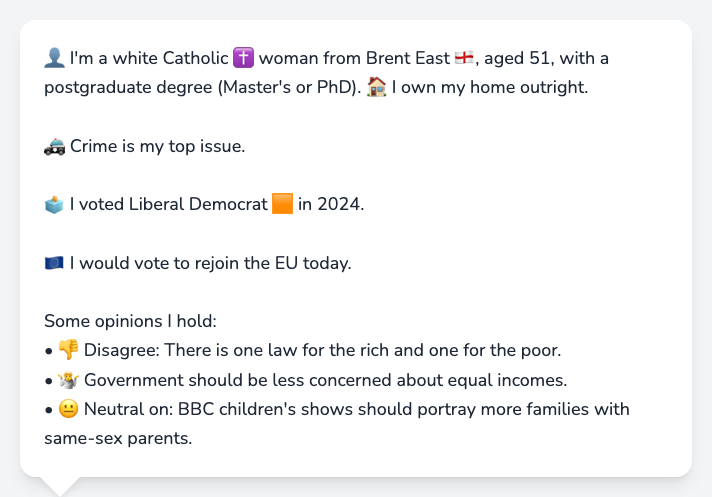 👤 I'm a white Catholic ✝️ woman from Brent East 🏴󠁧󠁢󠁥󠁮󠁧󠁿, aged 51, with a
postgraduate degree (Master's or PhD). 🏠 I own my home outright.
🚓 Crime is my top issue.
🗳️ I voted Liberal Democrat 🟧 in 2024.
🇪🇺 I would vote to rejoin the EU today.
Some opinions I hold:
• 👎 Disagree: There is one law for the rich and one for the poor.
• 🤷 Government should be less concerned about equal incomes.
• 😐 Neutral on: BBC children's shows should portray more families with
same-sex parents.